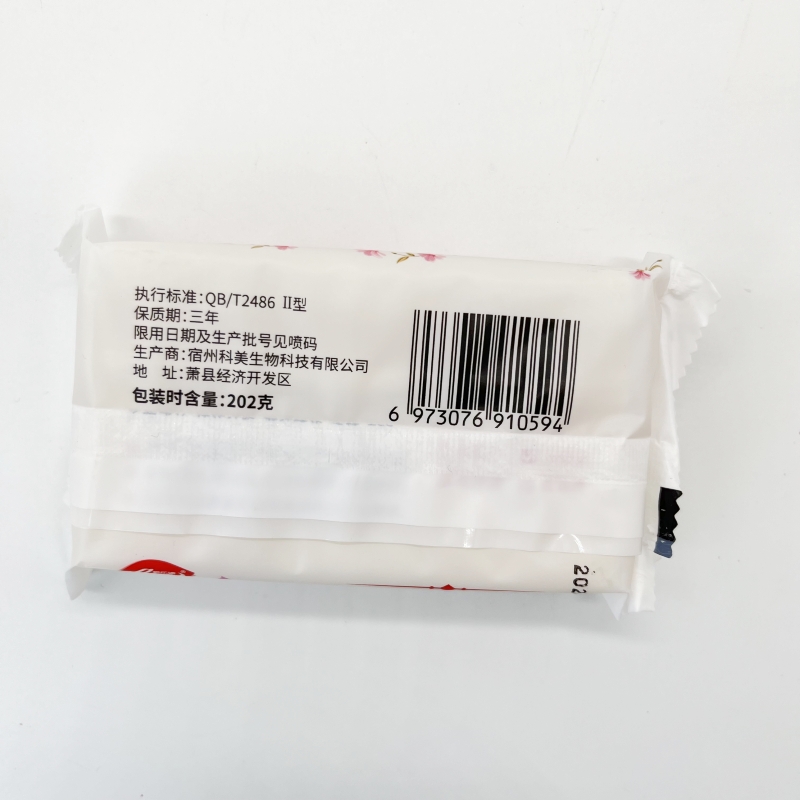 执行标准：QB/T2486 Ⅱ型
保质期：三年
限用日期及生产批号见喷码
生产商：宿州科美生物科技有限公司
地 址：萧县经济开发区
包装时含量：202克
6 973076 910594
202